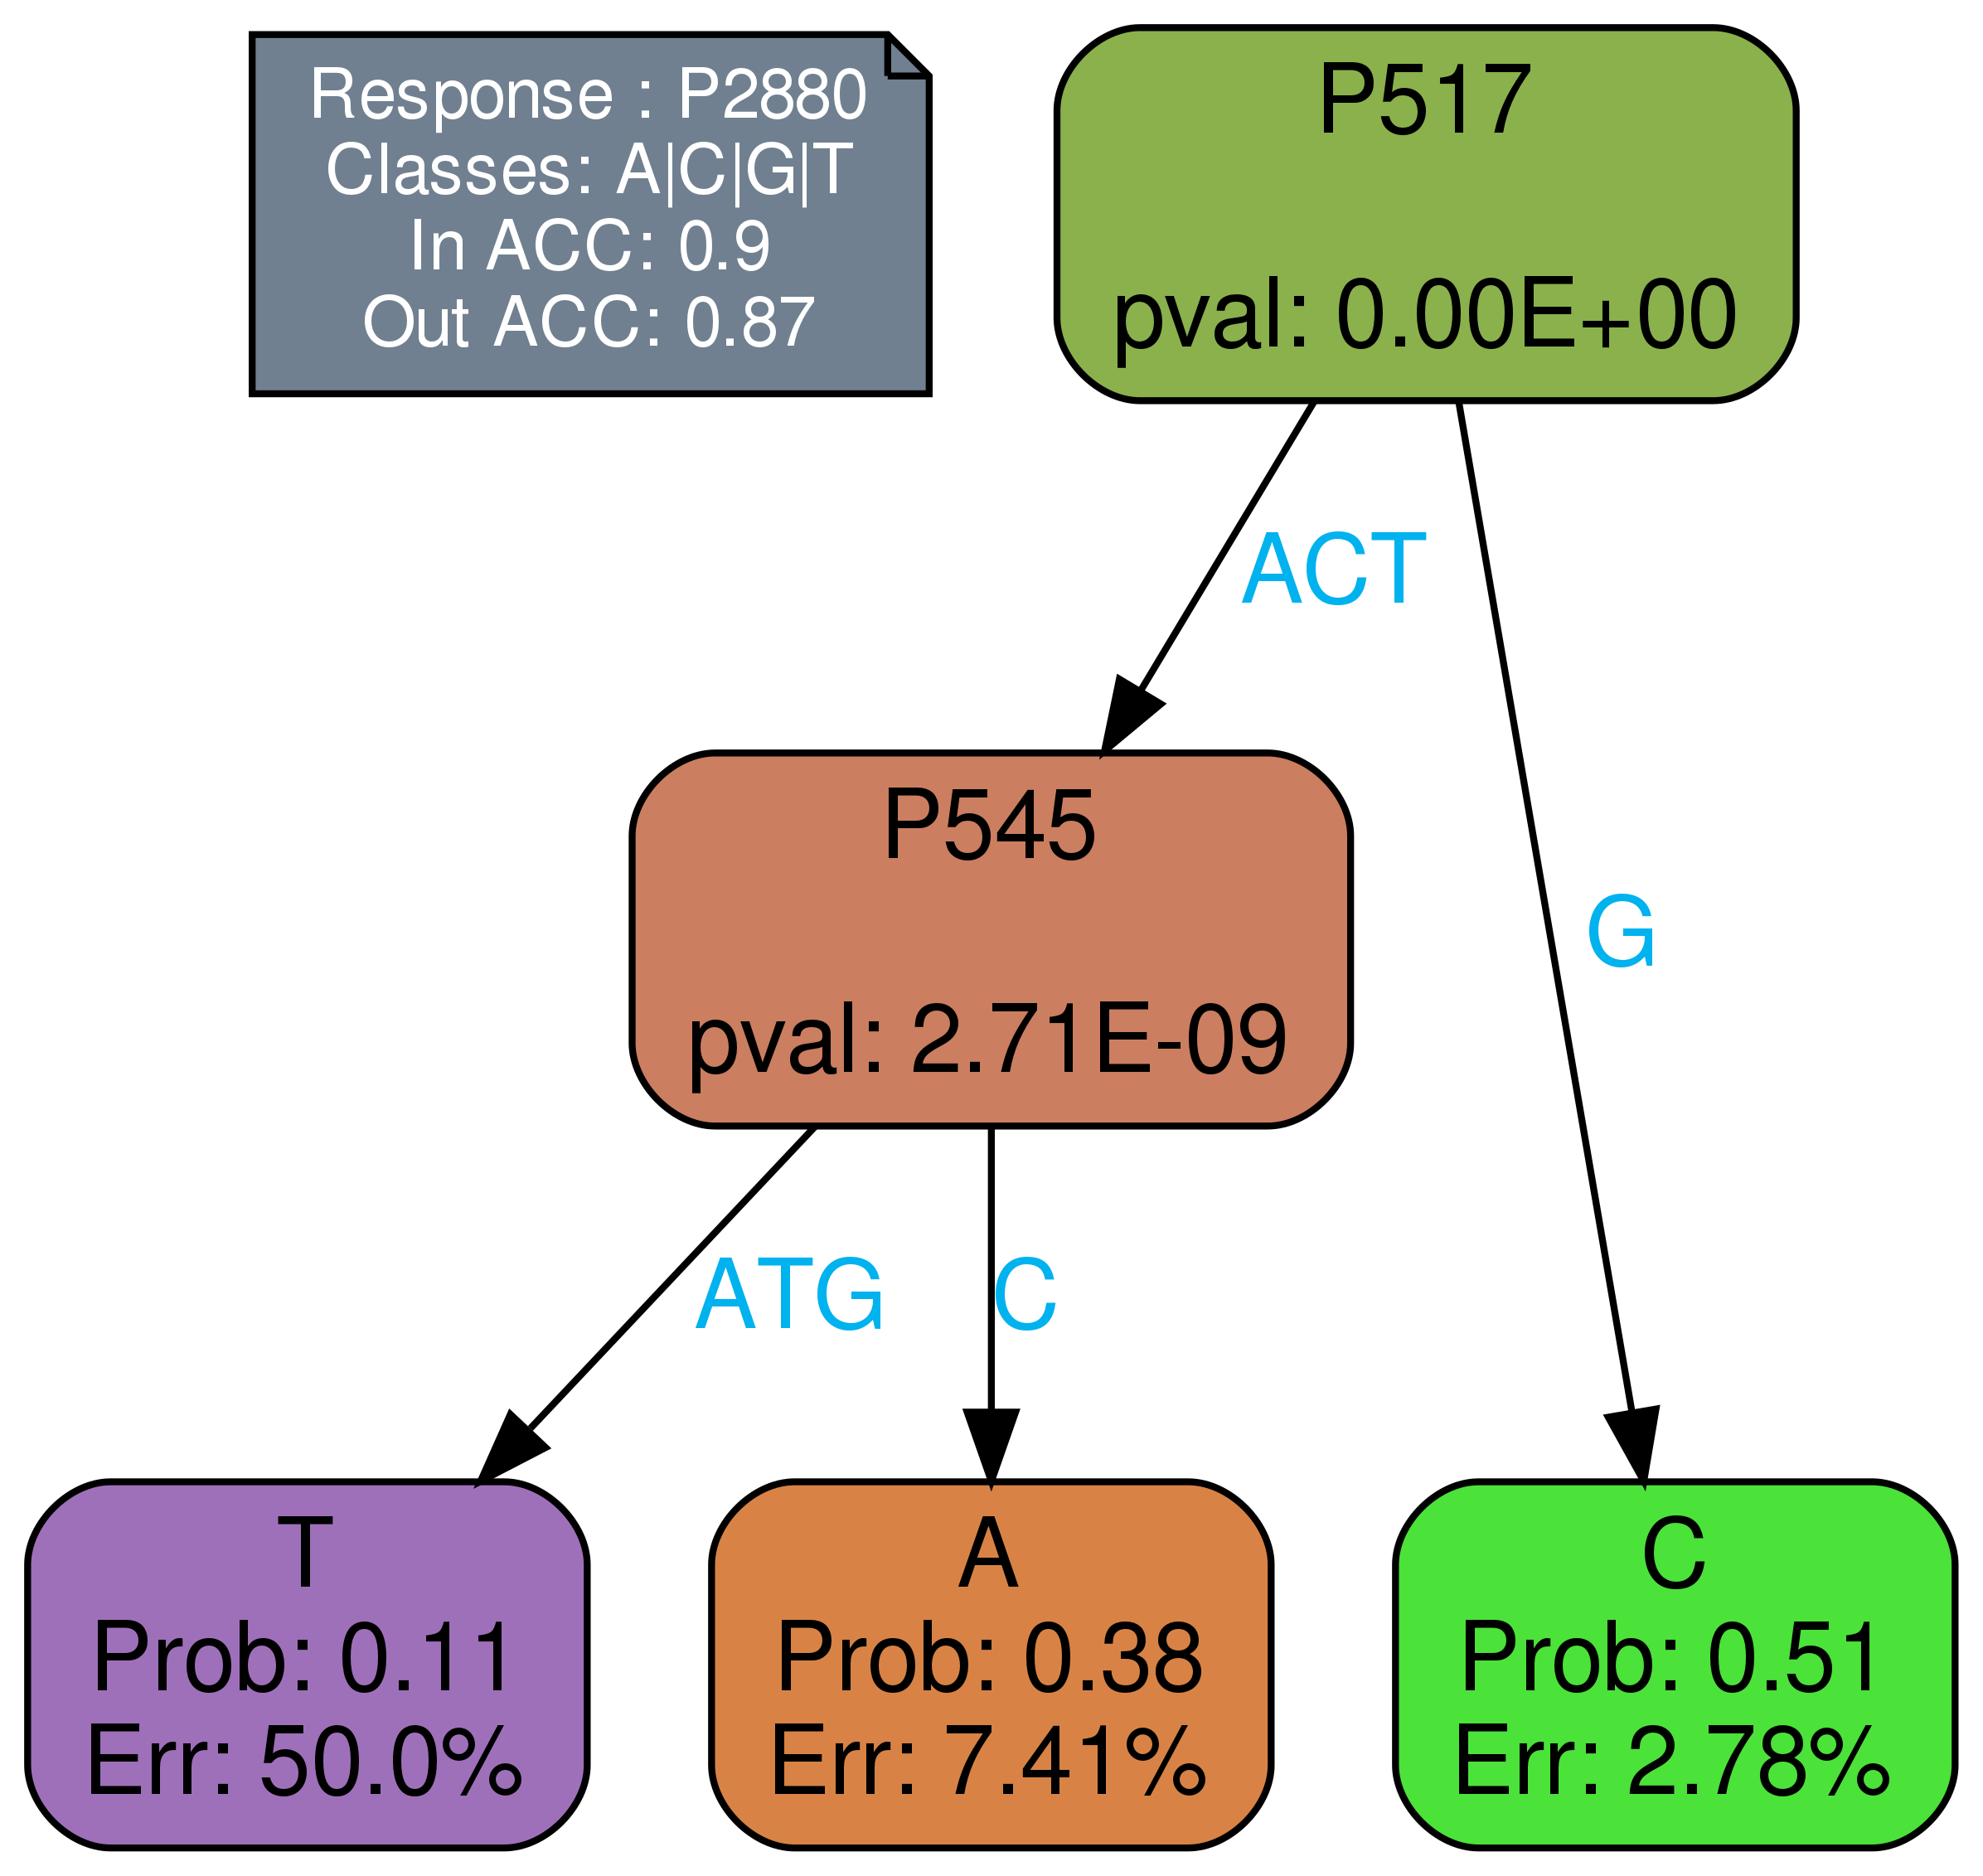 Response : P2880
Classes: A|C|G|T
In ACC: 0.9
Out ACC: 0.87
P517
pval: 0.00E+00
ACT
G
P545
pval: 2.71E-09
ATG
C
T
Prob: 0.11
Err: 50.0%
A
Prob: 0.38
Err: 7.41%
C
Prob: 0.51
Err: 2.78%